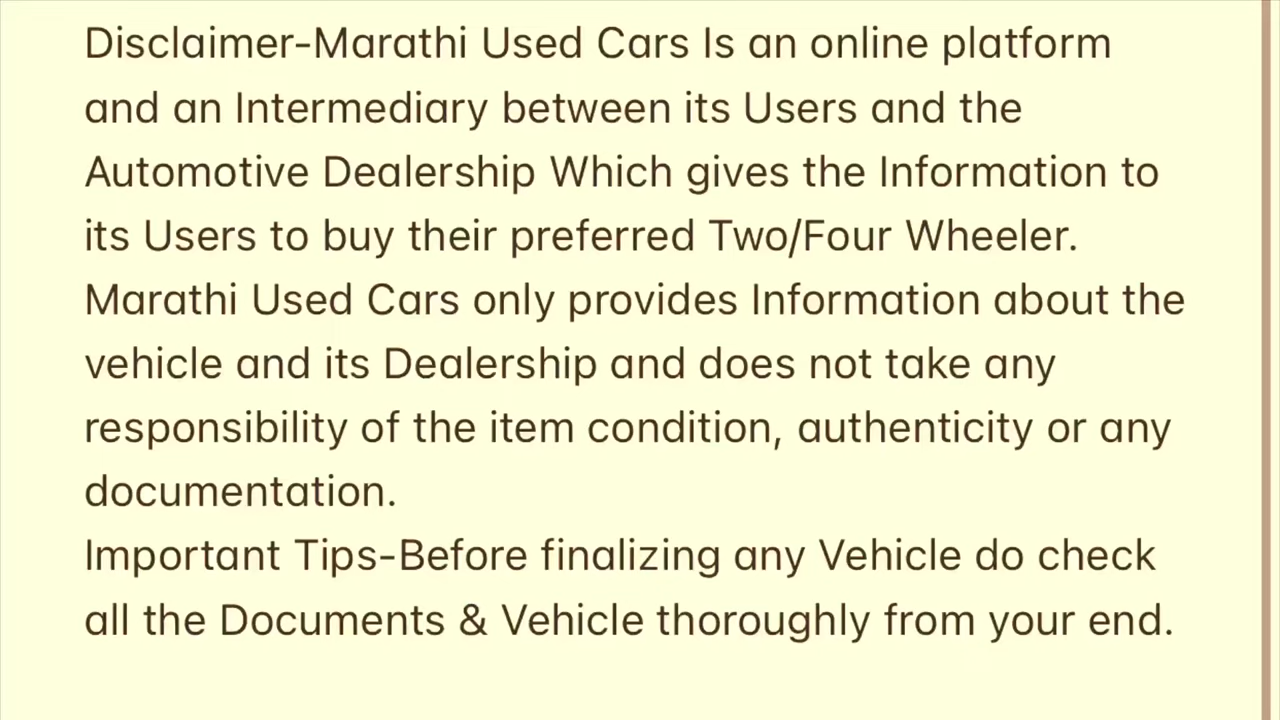 Disclaimer-Marathi Used Cars Is an online platform
and an Intermediary between its Users and the
Automotive Dealership Which gives the Information to
its Users to buy their preferred Two/Four Wheeler.
Marathi Used Cars only provides Information about the
vehicle and its Dealership and does not take any
responsibility of the item condition, authenticity or any
documentation.
Important Tips-Before finalizing any Vehicle do check
all the Documents & Vehicle thoroughly from your end.